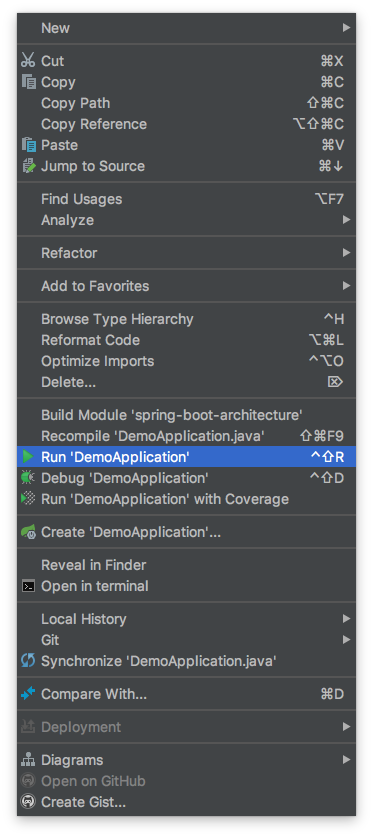 New
Cut ⌘X
Copy ⌘C
Copy Path ⇧⌘C
Copy Reference ⌥⇧⌘C
Paste ⌘V
Jump to Source ⌘↓
Find Usages ⌥F7
Analyze
Refactor
Add to Favorites
Browse Type Hierarchy ^H
Reformat Code ⌥⌘L
Optimize Imports ^⌥O
Delete... ⌦
Build Module 'spring-boot-architecture'
Recompile 'DemoApplication.java' ⇧⌘F9
Run 'DemoApplication' ^⇧R
Debug 'DemoApplication' ^⇧D
Run 'DemoApplication' with Coverage
Create 'DemoApplication'...
Reveal in Finder
Open in terminal
Local History
Git
Synchronize 'DemoApplication.java'
Compare With... ⌘D
Deployment
Diagrams
Open on GitHub
Create Gist...